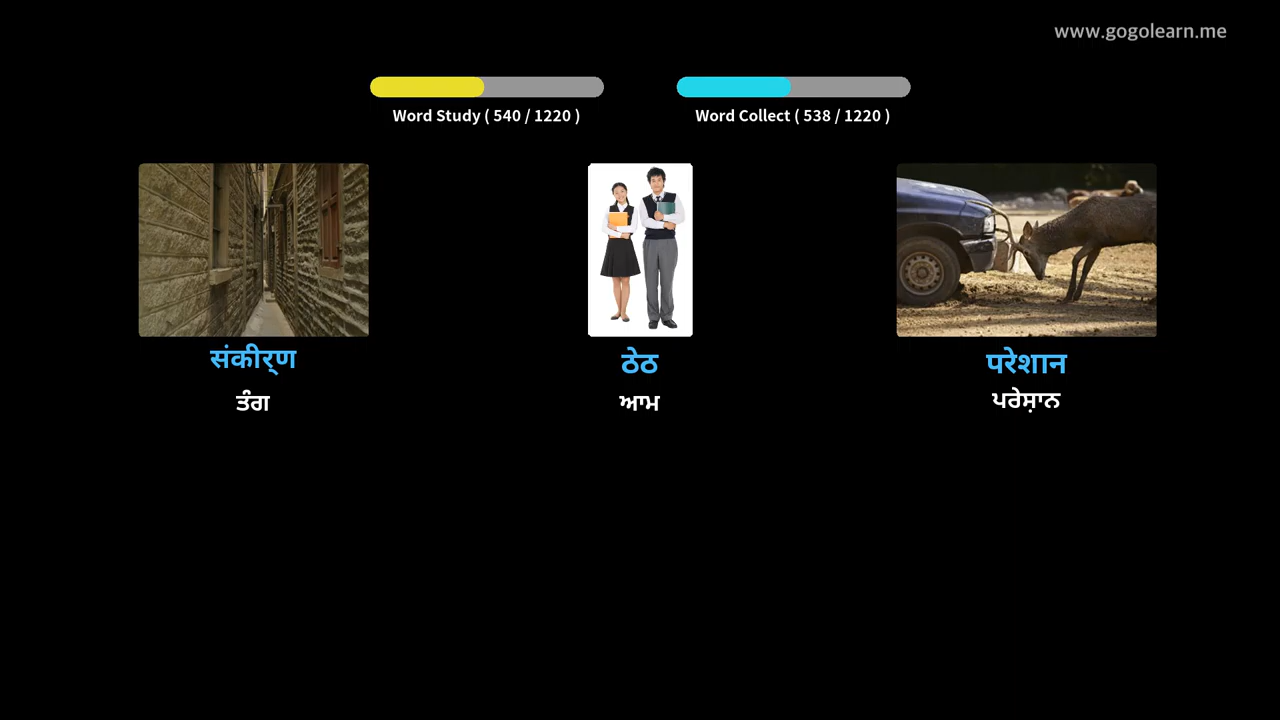 www.gogolearn.me
Word Study ( 540 / 1220 )
Word Collect ( 538 / 1220 )
संकीर्ण
ठेठ
परेशान
ਤੰਗ
ਆਮ
ਪਰੇਸ਼ਾਨ